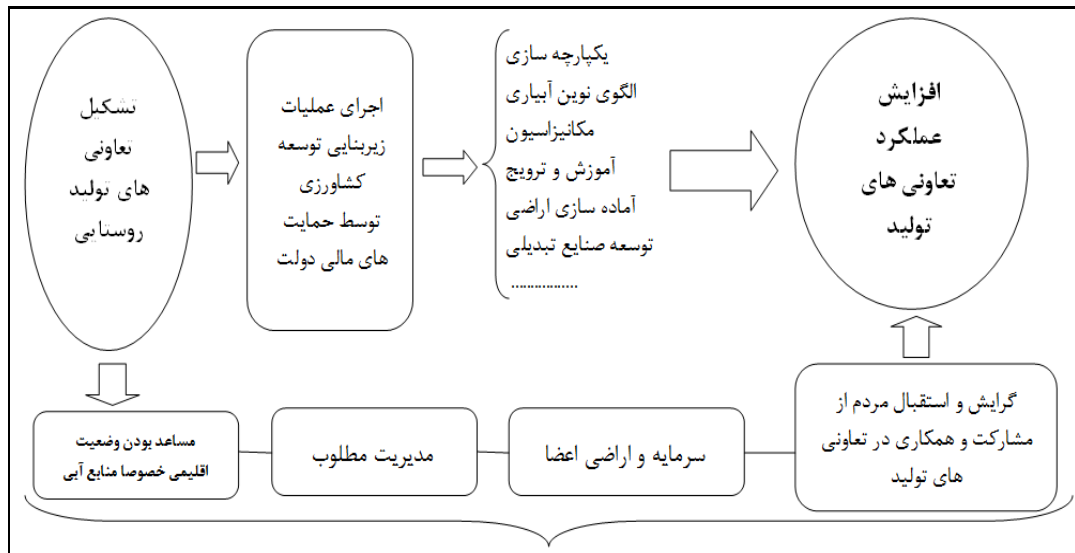 تشکیل
تعاونی
های تولید
روستایی
اجرای عملیات
زیربنایی توسعه
کشاورزی
توسط حمایت
های مالی دولت
یکپارچه سازی
الگوی نوین آبیاری
مکانیزاسیون
آموزش و ترویج
آماده سازی اراضی
توسعه صنایع تبدیلی
.................
افزایش
عملکرد
تعاونی های
تولید
مساعد بودن وضعیت
اقلیمی خصوصا منابع آبی
مدیریت مطلوب
سرمایه و اراضی اعضا
گرایش و استقبال مردم از
مشارکت و همکاری در تعاونی
های تولید